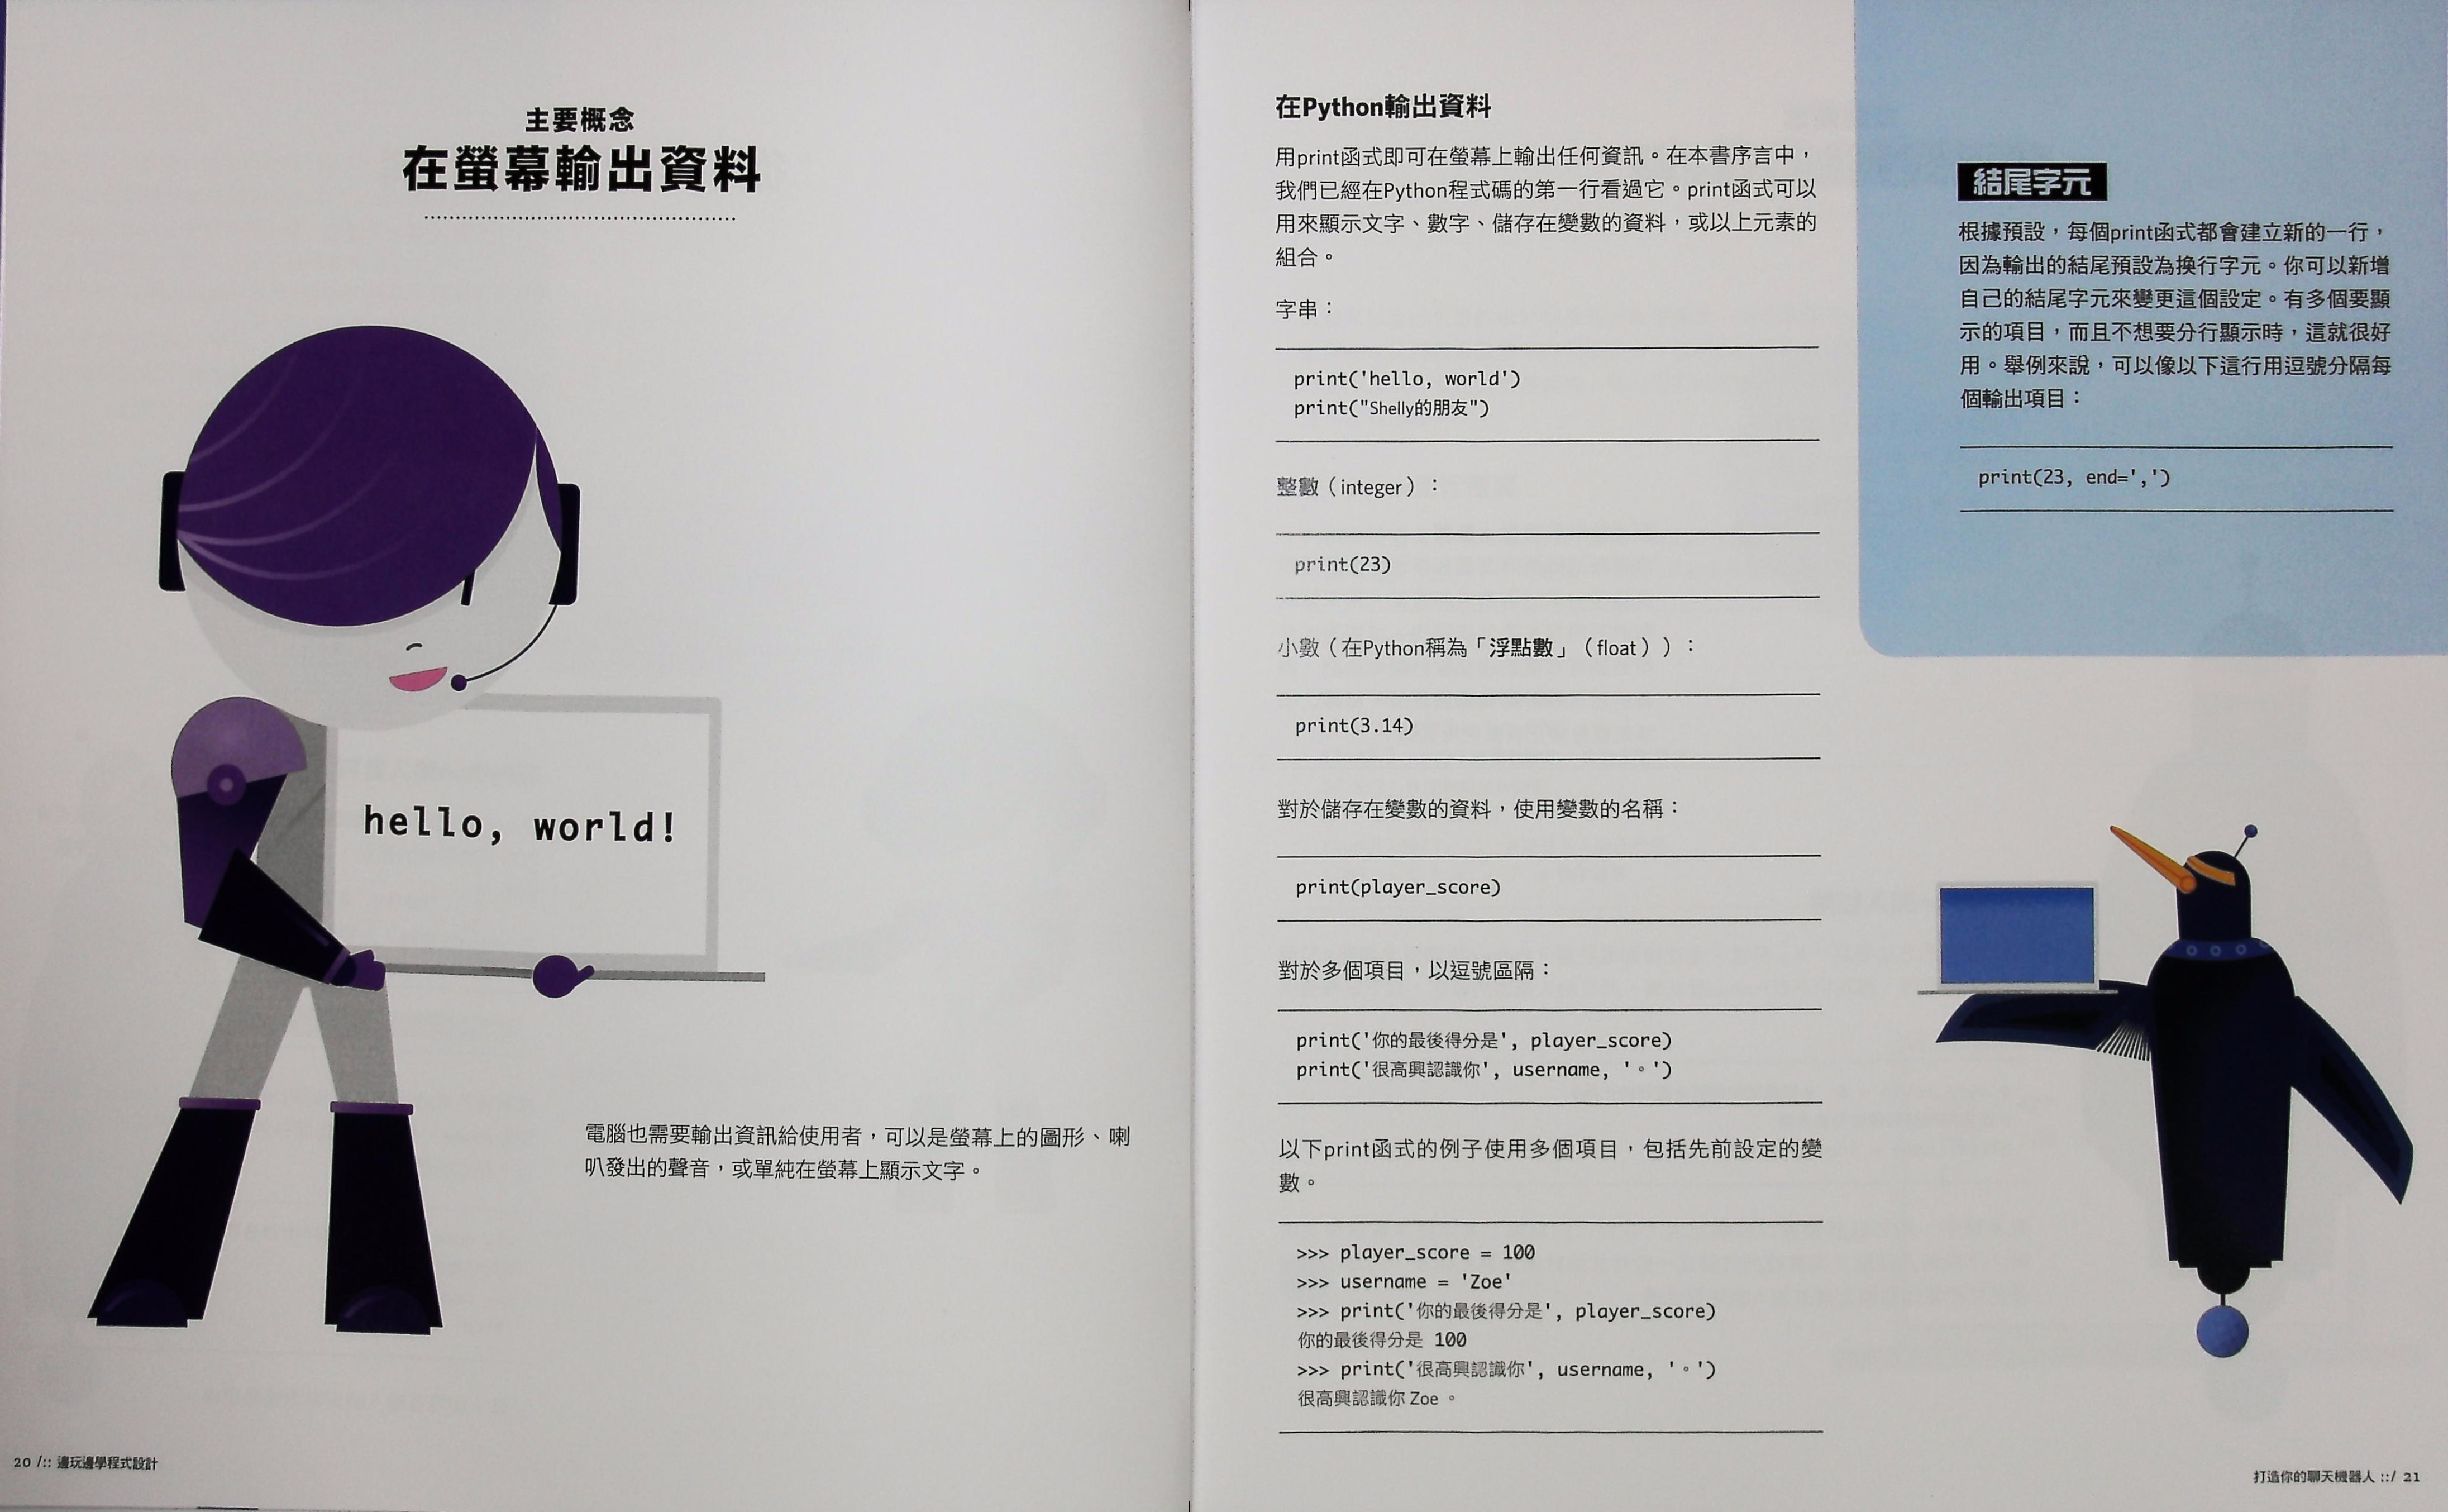 主要概念
在螢幕輸出資料
hello, world!
電腦也需要輸出資訊給使用者，可以是螢幕上的圖形、喇
叭發出的聲音，或單純在螢幕上顯示文字。
20 /:: 邊玩邊學程式設計
在Python輸出資料
用print函式即可在螢幕上輸出任何資訊。在本書序言中，
我們已經在Python程式碼的第一行看過它。print函式可以
用來顯示文字、數字、儲存在變數的資料，或以上元素的
組合。
字串：
print('hello, world')
print("Shelly的朋友")
整數（integer）：
print(23)
小數（在Python稱為「浮點數」（float））：
print(3.14)
對於儲存在變數的資料，使用變數的名稱：
print(player_score)
對於多個項目，以逗號區隔：
print('你的最後得分是', player_score)
print('很高興認識你', username, '。')
以下print函式的例子使用多個項目，包括先前設定的變
數。
>>> player_score = 100
>>> username = 'Zoe'
>>> print('你的最後得分是', player_score)
你的最後得分是 100
>>> print('很高興認識你', username, '。')
很高興認識你 Zoe 。
結尾字元
根據預設，每個print函式都會建立新的一行，
因為輸出的結尾預設為換行字元。你可以新增
自己的結尾字元來變更這個設定。有多個要顯
示的項目，而且不想要分行顯示時，這就很好
用。舉例來說，可以像以下這行用逗號分隔每
個輸出項目：
print(23, end=',')
打造你的聊天機器人 ::/ 21